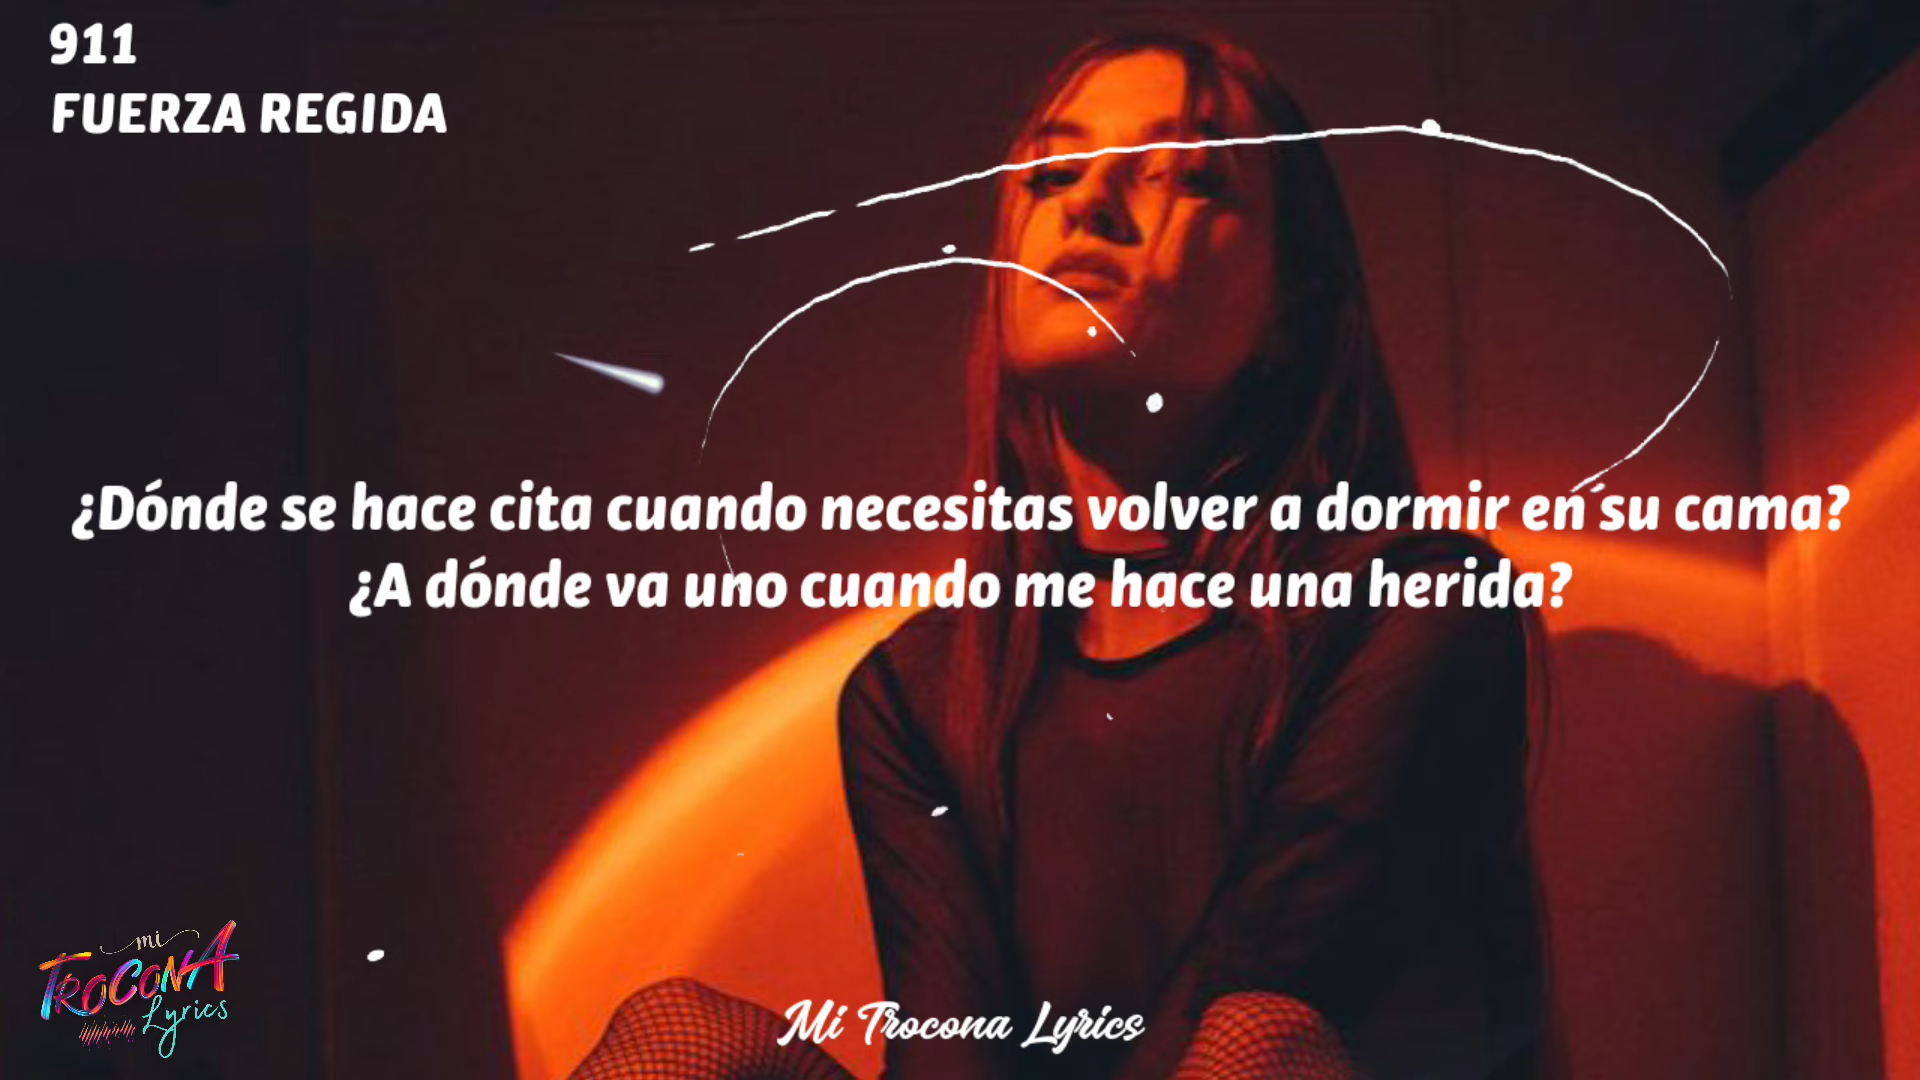 911
FUERZA REGIDA
¿Dónde se hace cita cuando necesitas volver a dormir en su cama?
¿A dónde va uno cuando me hace una herida?
mi
TROCONA
Lyrics
Mi Trocona Lyrics